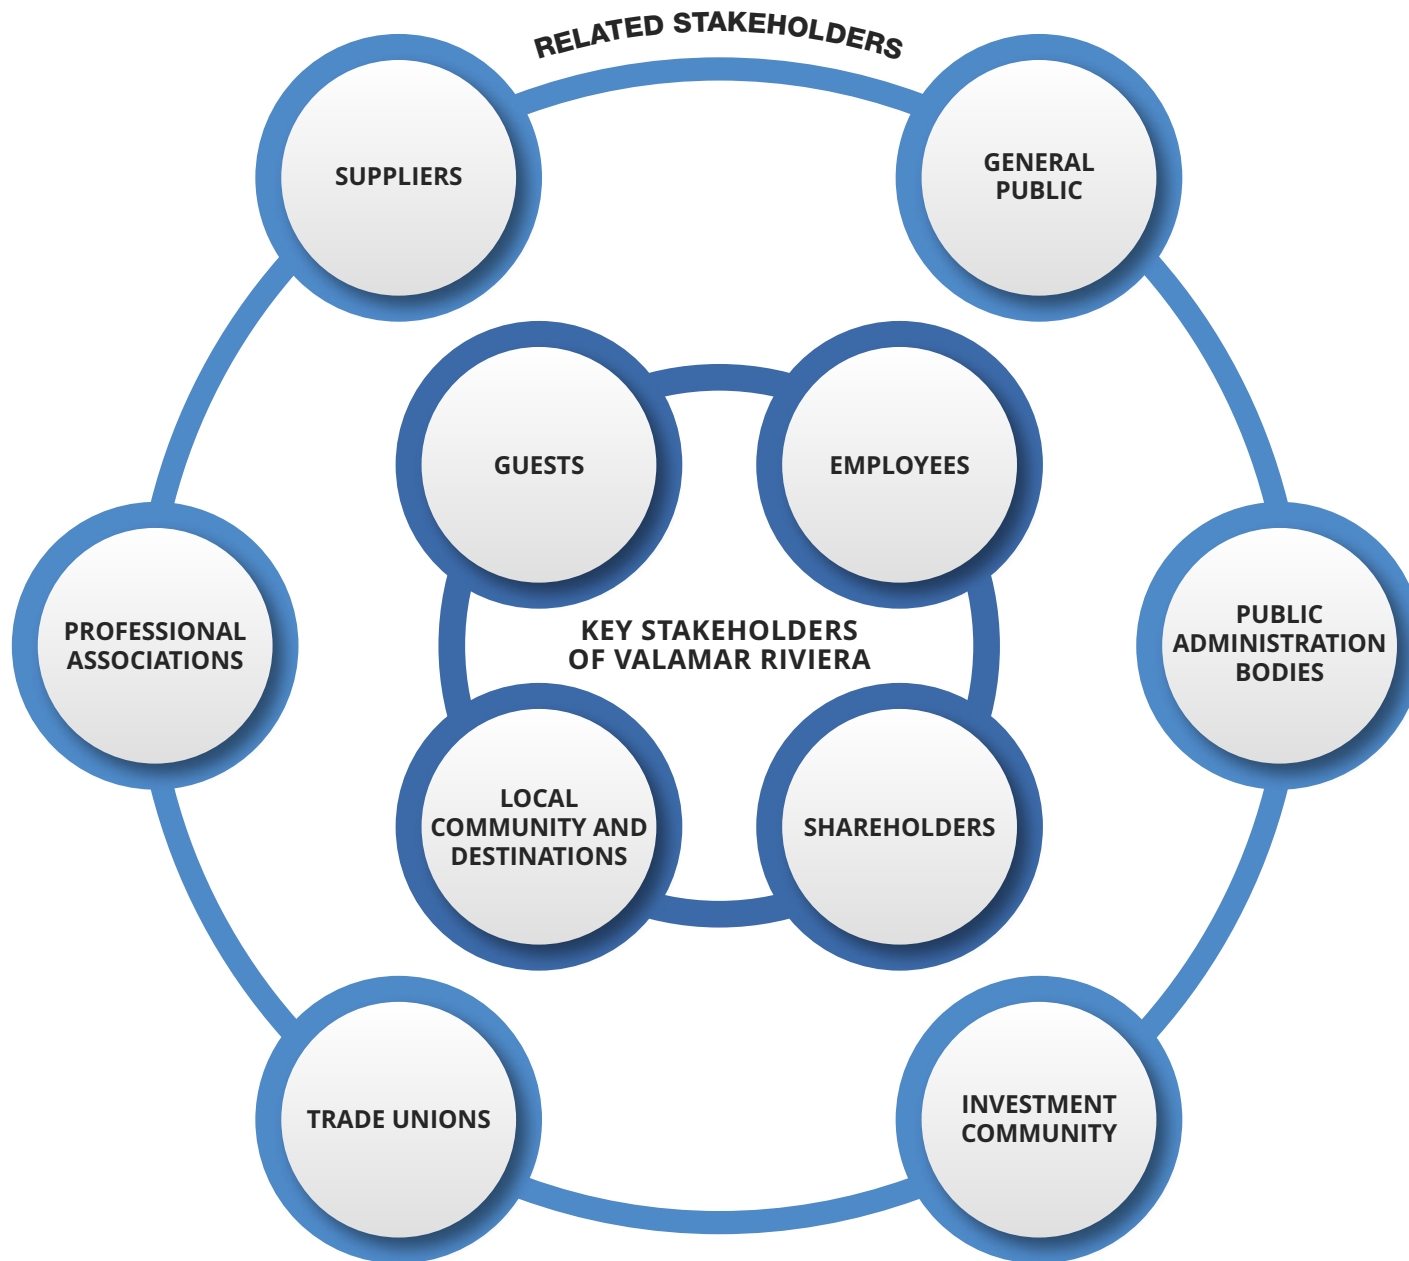 RELATED STAKEHOLDERS
SUPPLIERS
GENERAL
PUBLIC
GUESTS
EMPLOYEES
PROFESSIONAL
ASSOCIATIONS
KEY STAKEHOLDERS
OF VALAMAR RIVIERA
PUBLIC
ADMINISTRATION
BODIES
LOCAL
COMMUNITY AND
DESTINATIONS
SHAREHOLDERS
TRADE UNIONS
INVESTMENT
COMMUNITY